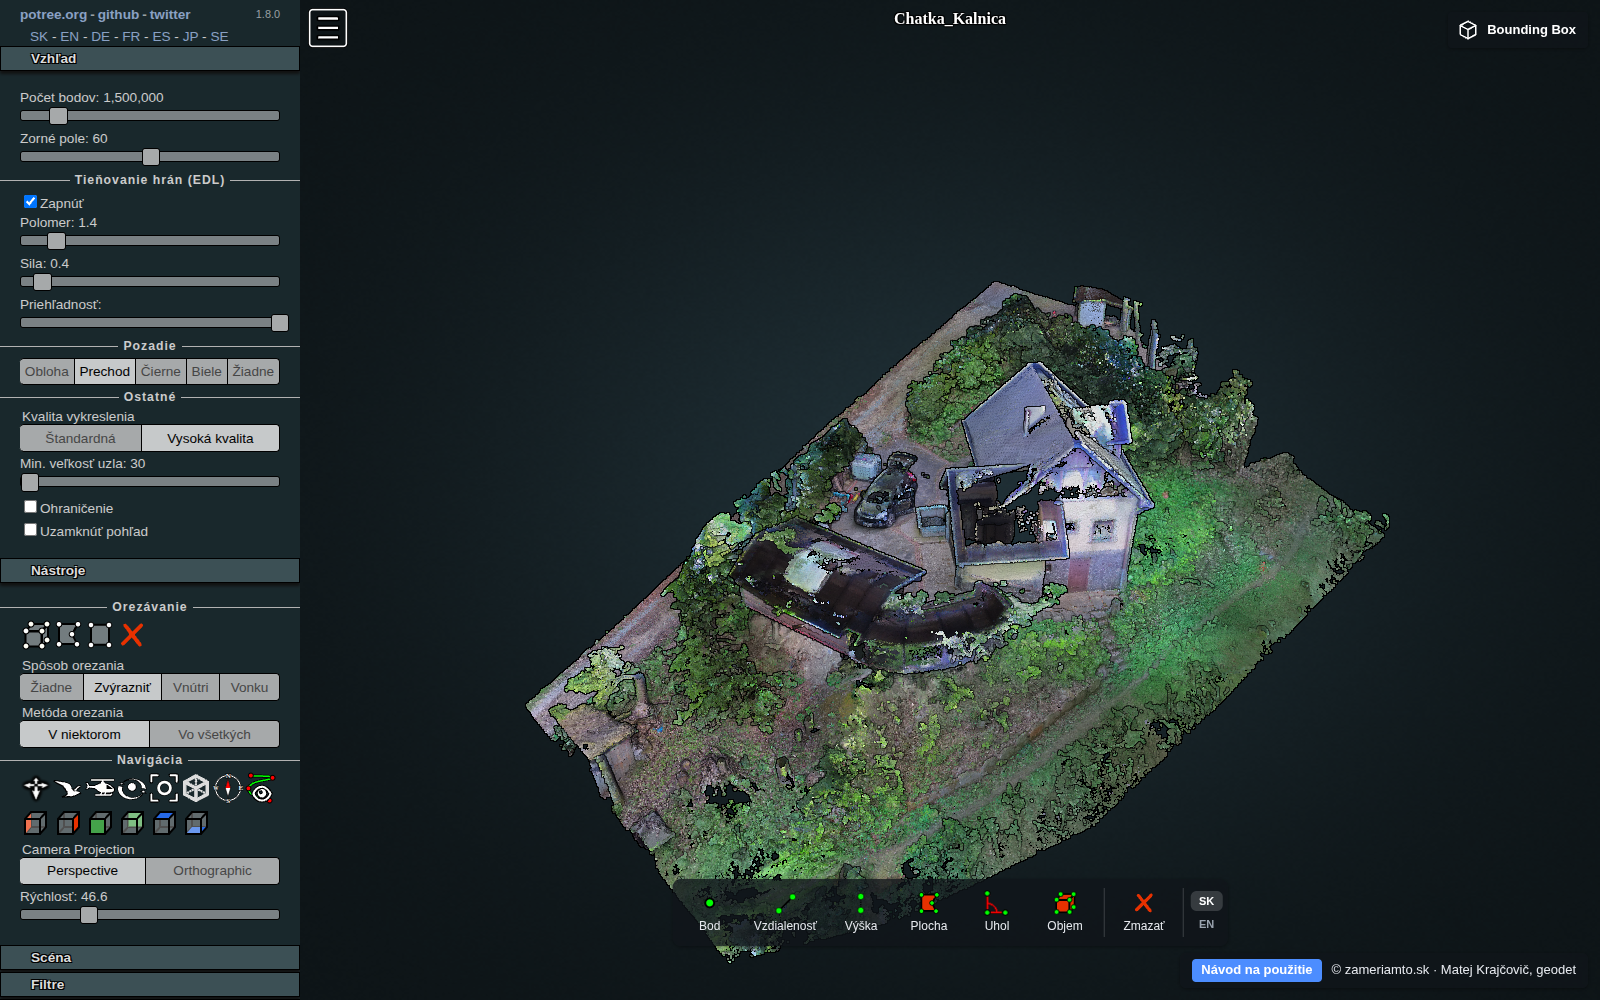 potree.org - github - twitter 1.8.0
SK - EN - DE - FR - ES - JP - SE
Vzhľad
Počet bodov: 1,500,000
Zorné pole: 60
Tieňovanie hrán (EDL)
Zapnúť
Polomer: 1.4
Sila: 0.4
Priehľadnosť:
Pozadie
Obloha Prechod Čierne Biele Žiadne
Ostatné
Kvalita vykreslenia
Štandardná Vysoká kvalita
Min. veľkosť uzla: 30
Ohraničenie
Uzamknúť pohľad
Nástroje
Orezávanie
Spôsob orezania
Žiadne Zvýrazniť Vnútri Vonku
Metóda orezania
V niektorom Vo všetkých
Navigácia
Camera Projection
Perspective Orthographic
Rýchlosť: 46.6
Scéna
Filtre
Chatka_Kalnica
Bounding Box
Bod Vzdialenosť Výška Plocha Uhol Objem Zmazať
SK
EN
Návod na použitie © zameriamto.sk · Matej Krajčovič, geodet